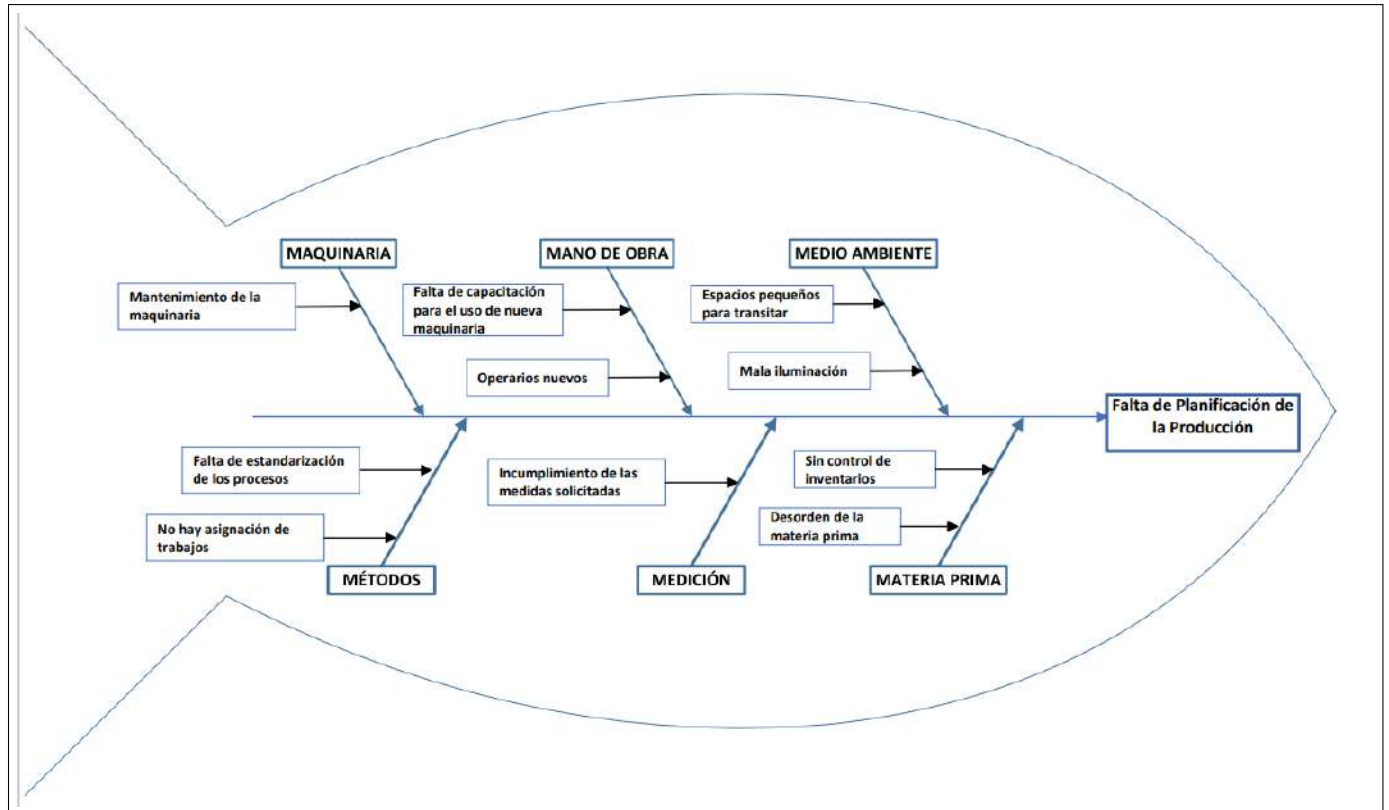 MAQUINARIA
MANO DE OBRA
MEDIO AMBIENTE
Mantenimiento de la
maquinaria
Falta de capacitación
para el uso de nueva
maquinaria
Espacios pequeños
para transitar
Operarios nuevos
Mala iluminación
Falta de Planificación de
la Producción
Falta de estandarización
de los procesos
Incumplimiento de las
medidas solicitadas
Sin control de
inventarios
No hay asignación de
trabajos
Desorden de la
materia prima
MÉTODOS
MEDICIÓN
MATERIA PRIMA